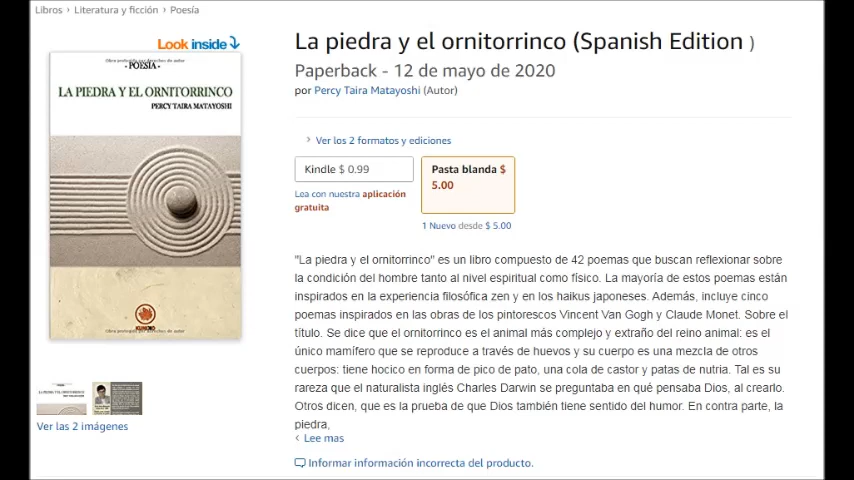 Libros › Literatura y ficción › Poesía
Look inside
La piedra y el ornitorrinco (Spanish Edition )
Paperback - 12 de mayo de 2020
por Percy Taira Matayoshi (Autor)
· POESÍA ·
LA PIEDRA Y EL ORNITORRINCO
PERCY TAIRA MATAYOSHI
Ver los 2 formatos y ediciones
Kindle $ 0.99
Pasta blanda $
5.00
Lea con nuestra aplicación
gratuita
1 Nuevo desde $ 5.00
"La piedra y el ornitorrinco" es un libro compuesto de 42 poemas que buscan reflexionar sobre
la condición del hombre tanto al nivel espiritual como físico. La mayoría de estos poemas están
inspirados en la experiencia filosófica zen y en los haikus japoneses. Además, incluye cinco
poemas inspirados en las obras de los pintorescos Vincent Van Gogh y Claude Monet. Sobre el
título. Se dice que el ornitorrinco es el animal más complejo y extraño del reino animal: es el
único mamífero que se reproduce a través de huevos y su cuerpo es una mezcla de otros
cuerpos: tiene hocico en forma de pico de pato, una cola de castor y patas de nutria. Tal es su
rareza que el naturalista inglés Charles Darwin se preguntaba en qué pensaba Dios, al crearlo.
Otros dicen, que es la prueba de que Dios también tiene sentido del humor. En contra parte, la
piedra,
Lee mas
Ver las 2 imágenes
Informar información incorrecta del producto.